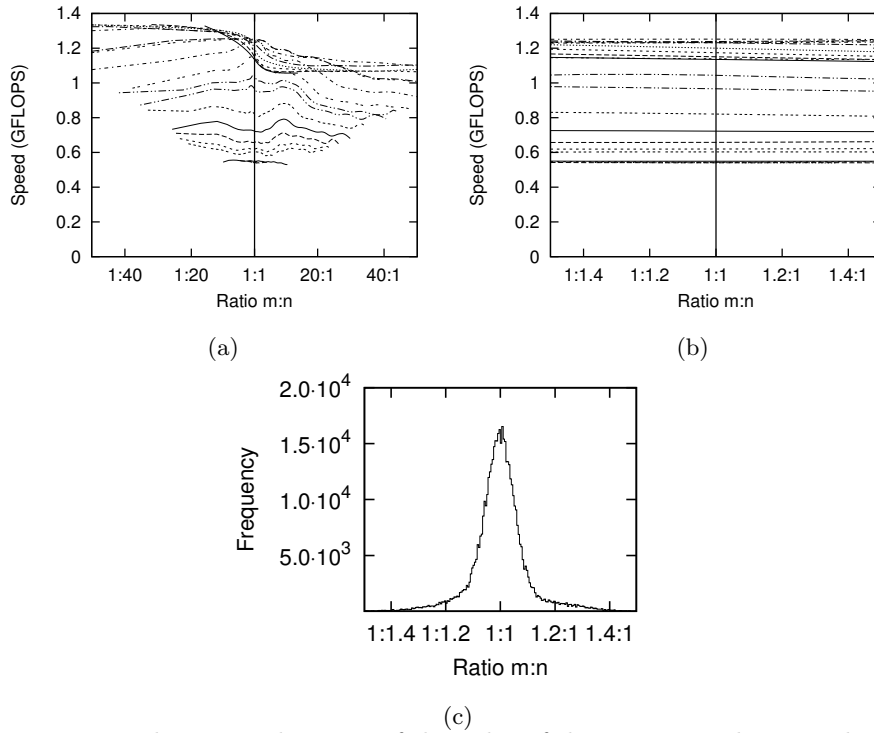 1.4
1.2
1
0.8
0.6
0.4
0.2
0
Speed (GFLOPS)
1:40 1:20 1:1 20:1 40:1
Ratio m:n
(a)
1.4
1.2
1
0.8
0.6
0.4
0.2
0
Speed (GFLOPS)
1:1.4 1:1.2 1:1 1.2:1 1.4:1
Ratio m:n
(b)
2.0·10⁴
1.5·10⁴
1.0·10⁴
5.0·10³
Frequency
1:1.4 1:1.2 1:1 1.2:1 1.4:1
Ratio m:n
(c)